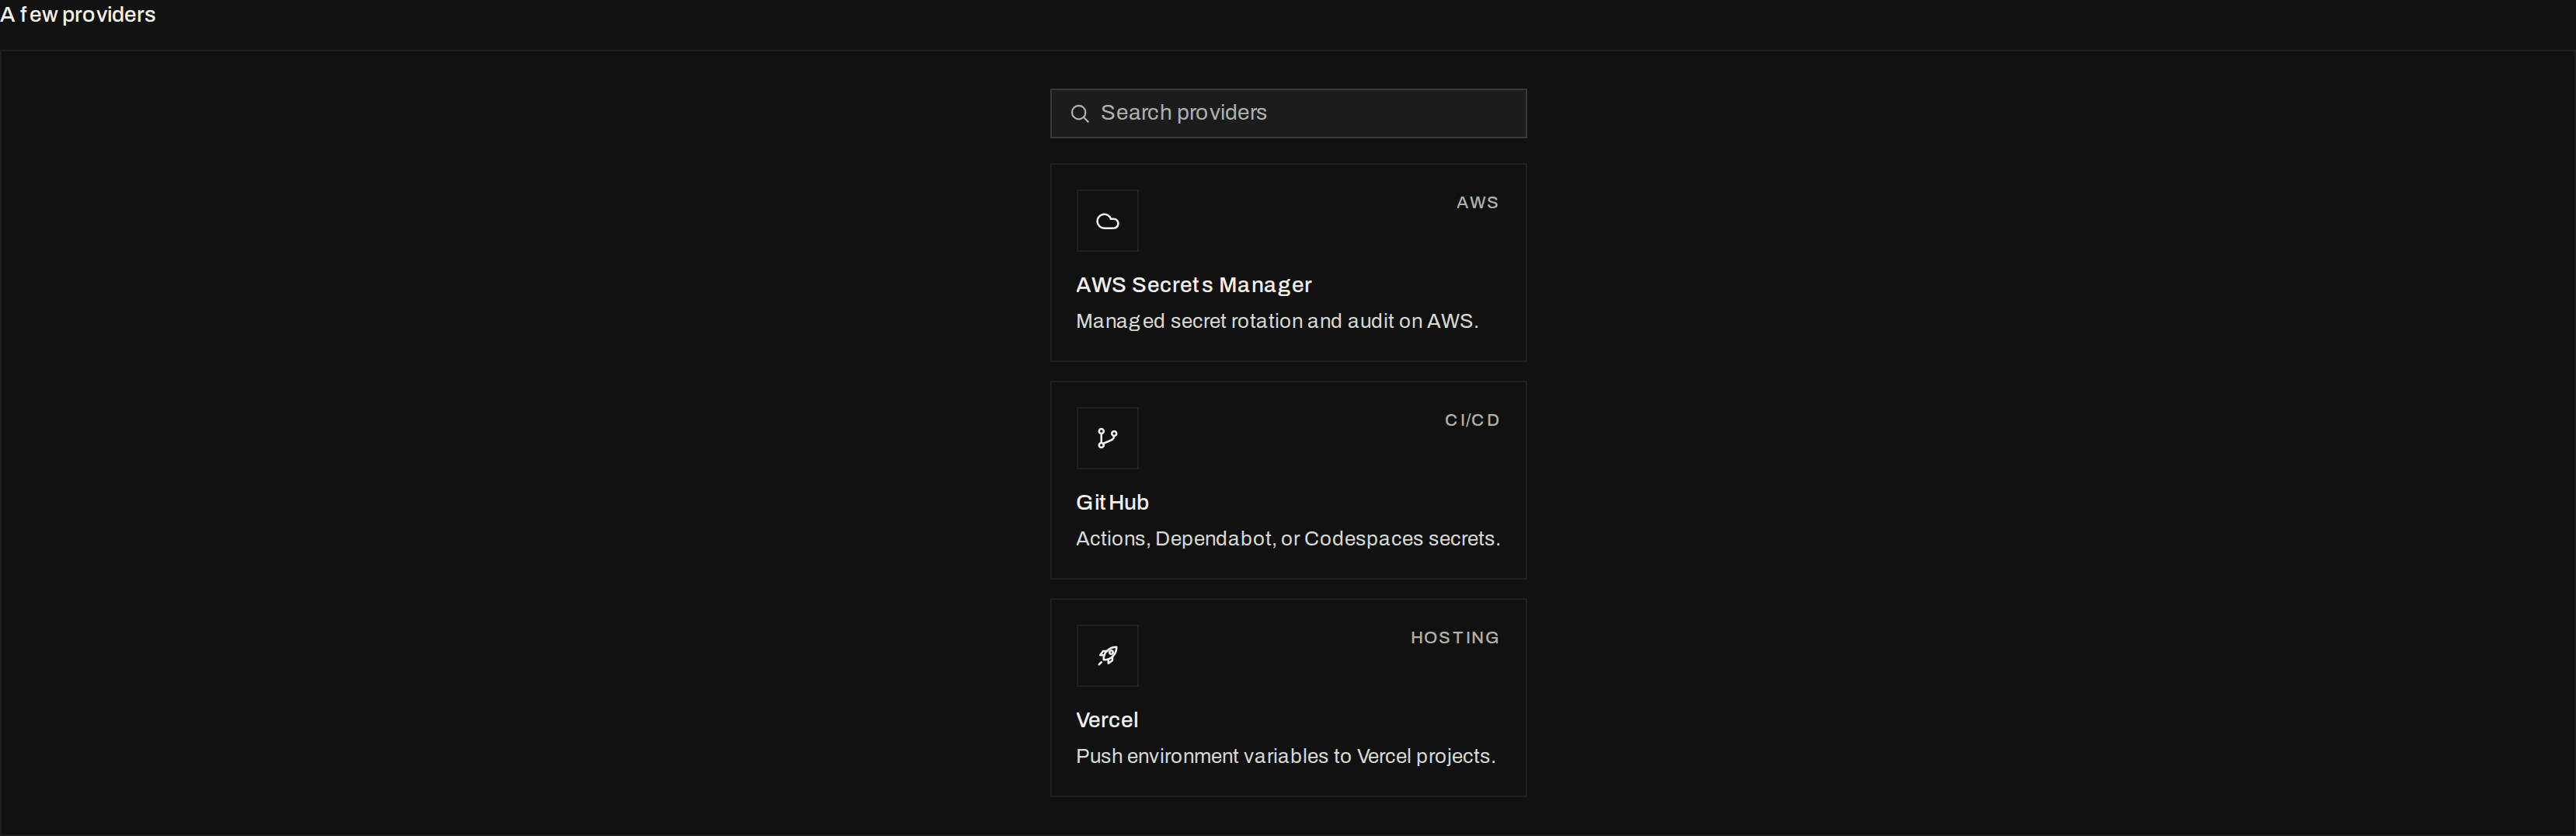 A few providers
Search providers
AWS
AWS Secrets Manager
Managed secret rotation and audit on AWS.
CI/CD
GitHub
Actions, Dependabot, or Codespaces secrets.
HOSTING
Vercel
Push environment variables to Vercel projects.